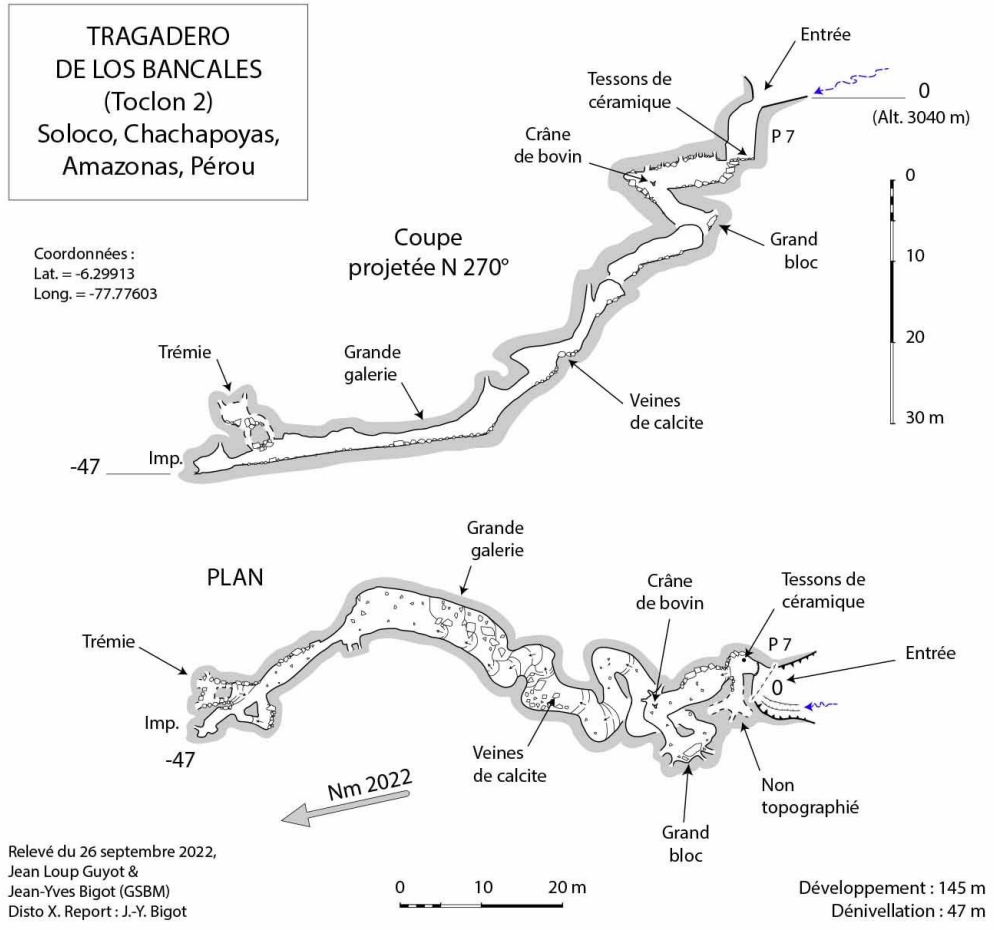 TRAGADERO
DE LOS BANCALES
(Toclon 2)
Soloco, Chachapoyas,
Amazonas, Pérou
Coordonnées :
Lat. = -6.29913
Long. = -77.77603
Coupe
projetée N 270°
Entrée
0
(Alt. 3040 m)
Tessons de
céramique
P 7
Crâne
de bovin
Grand
bloc
0
10
20
30 m
Trémie
Grande
galerie
Veines
de calcite
Imp.
-47
PLAN
Grande
galerie
Crâne
de bovin
Tessons de
céramique
P 7
Entrée
0
Trémie
Imp.
-47
Veines
de calcite
Non
topographié
Grand
bloc
Nm 2022
Relevé du 26 septembre 2022,
Jean Loup Guyot &
Jean-Yves Bigot (GSBM)
Disto X. Report : J.-Y. Bigot
0 10 20 m
Développement : 145 m
Dénivellation : 47 m